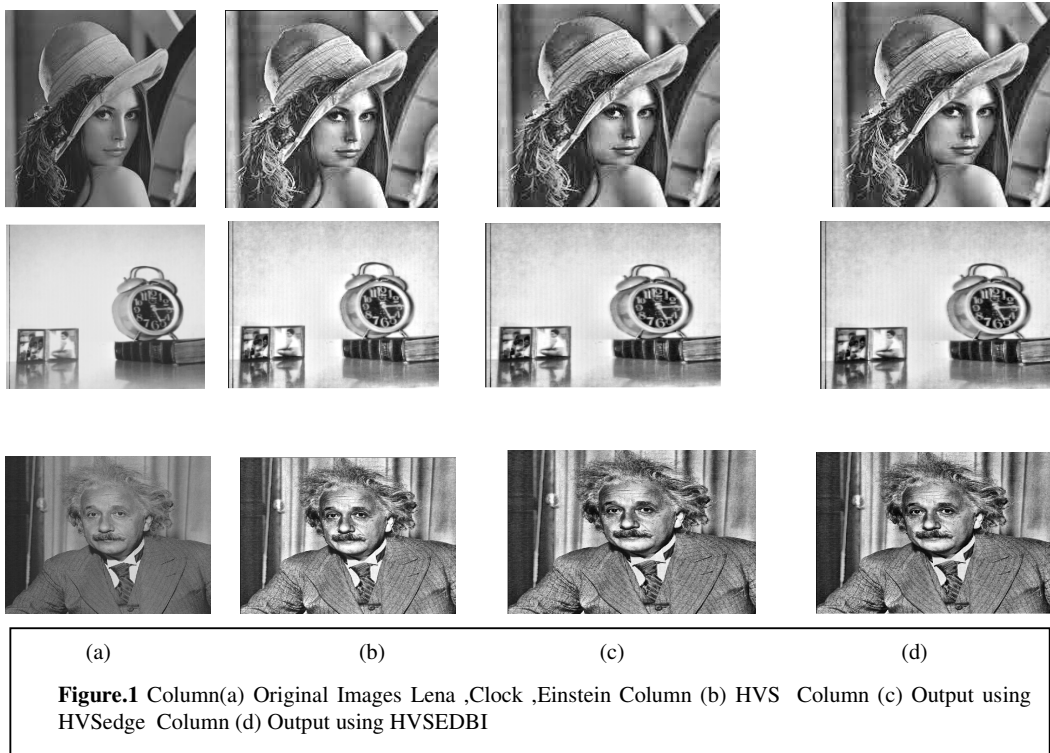 (a) (b) (c) (d)
Figure.1 Column(a) Original Images Lena ,Clock ,Einstein Column (b) HVS Column (c) Output using
HVSedge Column (d) Output using HVSEDBI